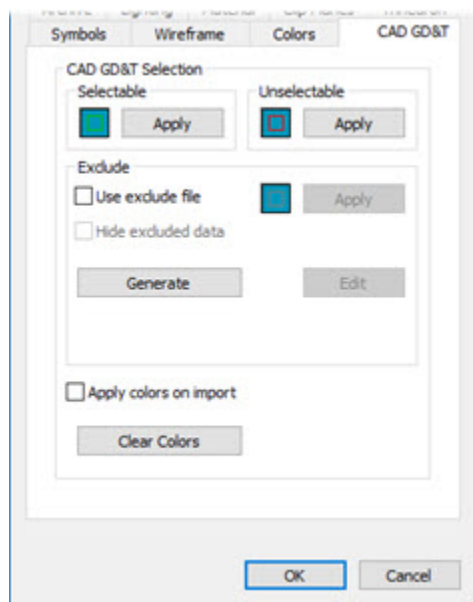 Symbols Wireframe Colors CAD GD&T
CAD GD&T Selection
Selectable Unselectable
Apply Apply
Exclude
Use exclude file Apply
Hide excluded data
Generate Edit
Apply colors on import
Clear Colors
OK Cancel